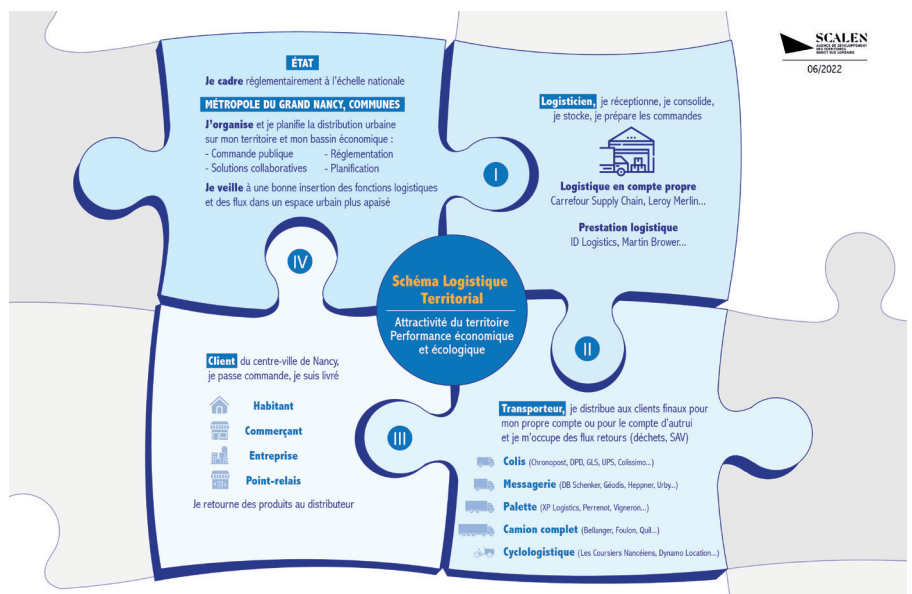 SCALEN
AGENCE DE DÉVELOPPEMENT
DES TERRITOIRES
NANCY SUD LORRAINE
06/2022
ÉTAT
Je cadre réglementairement à l'échelle nationale
MÉTROPOLE DU GRAND NANCY, COMMUNES
J'organise et je planifie la distribution urbaine
sur mon territoire et mon bassin économique :
- Commande publique - Réglementation
- Solutions collaboratives - Planification
Je veille à une bonne insertion des fonctions logistiques
et des flux dans un espace urbain plus apaisé
I
Logisticien, je réceptionne, je consolide,
je stocke, je prépare les commandes
Logistique en compte propre
Carrefour Supply Chain, Leroy Merlin...
Prestation logistique
ID Logistics, Martin Brower...
IV
Schéma Logistique
Territorial
Attractivité du territoire
Performance économique
et écologique
II
Client du centre-ville de Nancy,
je passe commande, je suis livré
Habitant
Commerçant
Entreprise
Point-relais
Je retourne des produits au distributeur
III
Transporteur, je distribue aux clients finaux pour
mon propre compte ou pour le compte d'autrui
et je m'occupe des flux retours (déchets, SAV)
Colis (Chronopost, DPD, GLS, UPS, Colissimo...)
Messagerie (DB Schenker, Géodis, Heppner, Urby...)
Palette (XP Logistics, Perrenot, Vigneron...)
Camion complet (Bellanger, Foulon, Quil...)
Cyclologistique (Les Coursiers Nancéiens, Dynamo Location...)